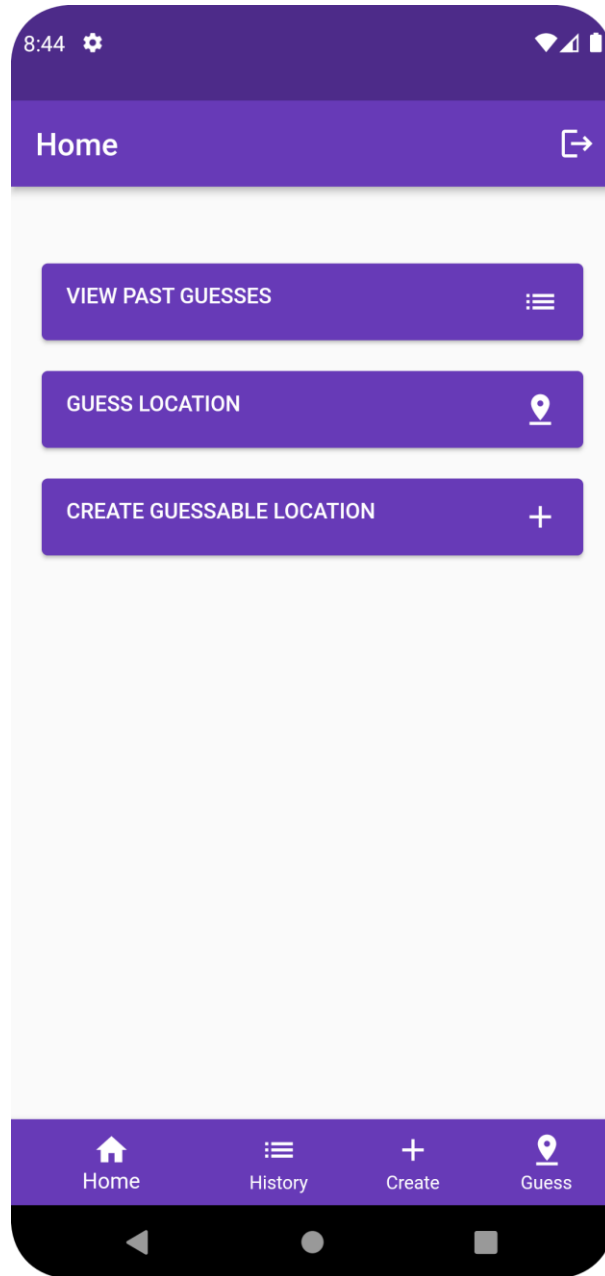 8:44
Home
VIEW PAST GUESSES
GUESS LOCATION
CREATE GUESSABLE LOCATION
Home History Create Guess